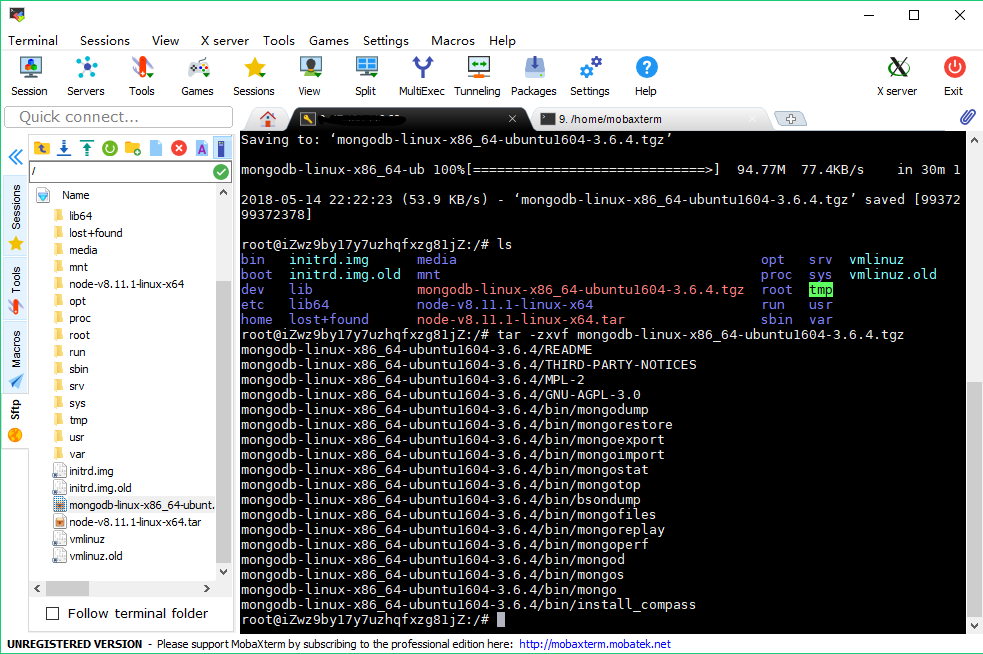 Terminal Sessions View X server Tools Games Settings Macros Help
Session Servers Tools Games Sessions View Split MultiExec Tunneling Packages Settings Help X server Exit
Quick connect...
9. /home/mobaxterm
/
Name
lib64
lost+found
media
mnt
node-v8.11.1-linux-x64
opt
proc
root
run
sbin
srv
sys
tmp
usr
var
initrd.img
initrd.img.old
mongodb-linux-x86_64-ubunt.
node-v8.11.1-linux-x64.tar
vmlinuz
vmlinuz.old
Follow terminal folder
Sessions
Tools
Macros
Sftp
Saving to: ‘mongodb-linux-x86_64-ubuntu1604-3.6.4.tgz’
mongodb-linux-x86_64-ub 100%[=============================>] 94.77M 77.4KB/s in 30m 1
2018-05-14 22:22:23 (53.9 KB/s) - ‘mongodb-linux-x86_64-ubuntu1604-3.6.4.tgz’ saved [99372
99372378]
root@iZwz9by17y7uzhqfxzg81jZ:/# ls
bin initrd.img media opt srv vmlinuz
boot initrd.img.old mnt proc sys vmlinuz.old
dev lib mongodb-linux-x86_64-ubuntu1604-3.6.4.tgz root tmp
etc lib64 node-v8.11.1-linux-x64 run usr
home lost+found node-v8.11.1-linux-x64.tar sbin var
root@iZwz9by17y7uzhqfxzg81jZ:/# tar -zxvf mongodb-linux-x86_64-ubuntu1604-3.6.4.tgz
mongodb-linux-x86_64-ubuntu1604-3.6.4/README
mongodb-linux-x86_64-ubuntu1604-3.6.4/THIRD-PARTY-NOTICES
mongodb-linux-x86_64-ubuntu1604-3.6.4/MPL-2
mongodb-linux-x86_64-ubuntu1604-3.6.4/GNU-AGPL-3.0
mongodb-linux-x86_64-ubuntu1604-3.6.4/bin/mongodump
mongodb-linux-x86_64-ubuntu1604-3.6.4/bin/mongorestore
mongodb-linux-x86_64-ubuntu1604-3.6.4/bin/mongoexport
mongodb-linux-x86_64-ubuntu1604-3.6.4/bin/mongoimport
mongodb-linux-x86_64-ubuntu1604-3.6.4/bin/mongostat
mongodb-linux-x86_64-ubuntu1604-3.6.4/bin/mongotop
mongodb-linux-x86_64-ubuntu1604-3.6.4/bin/bsondump
mongodb-linux-x86_64-ubuntu1604-3.6.4/bin/mongofiles
mongodb-linux-x86_64-ubuntu1604-3.6.4/bin/mongoreplay
mongodb-linux-x86_64-ubuntu1604-3.6.4/bin/mongoperf
mongodb-linux-x86_64-ubuntu1604-3.6.4/bin/mongod
mongodb-linux-x86_64-ubuntu1604-3.6.4/bin/mongos
mongodb-linux-x86_64-ubuntu1604-3.6.4/bin/mongo
mongodb-linux-x86_64-ubuntu1604-3.6.4/bin/install_compass
root@iZwz9by17y7uzhqfxzg81jZ:/#
UNREGISTERED VERSION - Please support MobaXterm by subscribing to the professional edition here: http://mobaxterm.mobatek.net